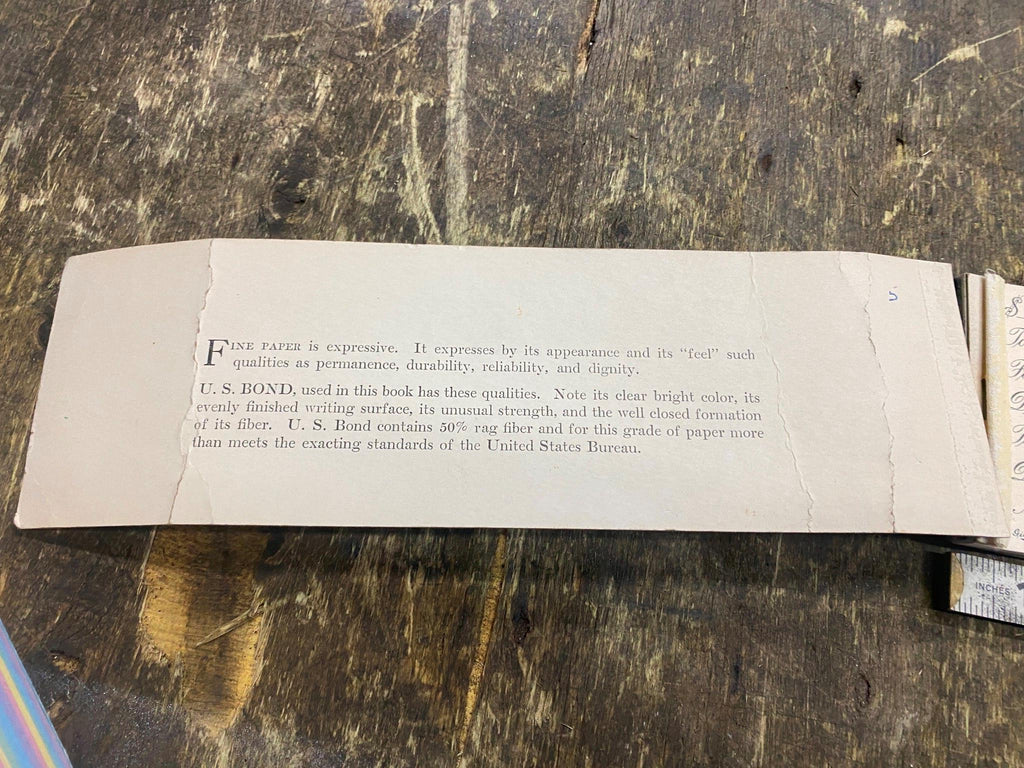 FINE PAPER is expressive. It expresses by its appearance and its “feel” such
qualities as permanence, durability, reliability, and dignity.
U. S. BOND, used in this book has these qualities. Note its clear bright color, its
evenly finished writing surface, its unusual strength, and the well closed formation
of its fiber. U. S. Bond contains 50% rag fiber and for this grade of paper more
than meets the exacting standards of the United States Bureau.
5
INCHES